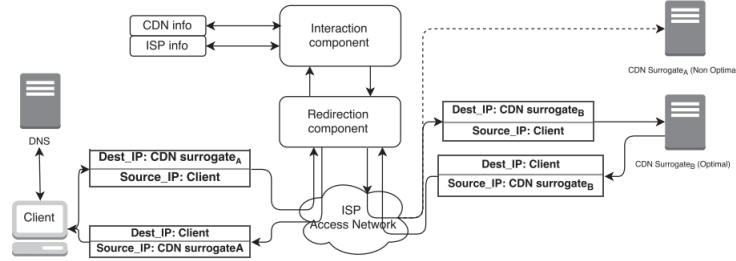 CDN info
ISP info
Interaction
component
CDN Surrogate_A (Non Optima
Redirection
component
Dest_IP: CDN surrogate_B
Source_IP: Client
DNS
Dest_IP: CDN surrogate_A
Source_IP: Client
Dest_IP: Client
Source_IP: CDN surrogate_B
CDN Surrogate_B (Optimal)
Client
ISP
Access Network
Dest_IP: Client
Source_IP: CDN surrogateA